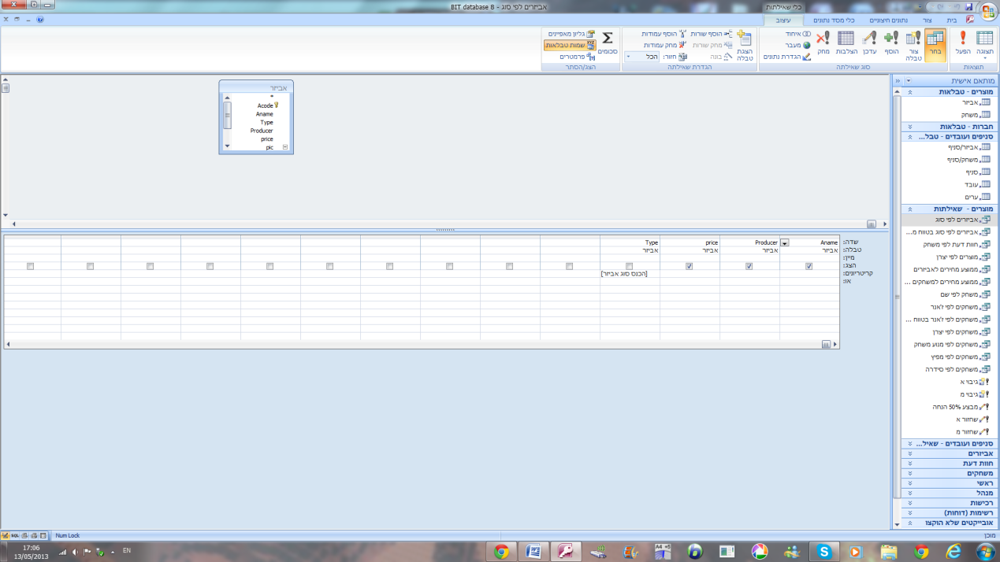 אביזרים לפי סוג - BIT database 8
כלי שאילתות
בית
צור
נתונים חיצוניים
כלי מסד נתונים
עיצוב
תצוגה
הפעל
תוצאות
בחר
צור טבלה
הוסף
עדכן
הצלבות
מחק
איחוד
מעבר
הגדרת נתונים
סוג שאילתה
הצגת טבלה
הוסף שורות
מחק שורות
בונה
הוסף עמודות
מחק עמודות
חזור: הכל
הגדרת שאילתה
סכומים
גליון מאפיינים
שמות טבלאות
פרמטרים
הצג/הסתר
מותאם אישית
מוצרים - טבלאות
אביזר
משחק
חברות - טבלאות
סניפים ועובדים - טבל...
אביזר/סניף
משחק/סניף
סניף
עובד
ערים
מוצרים - שאילתות
אביזרים לפי סוג
אביזרים לפי סוג בטווח מ...
חוות דעת לפי משחק
מוצרים לפי יצרן
ממוצע מחירים לאביזרים
ממוצע מחירים למשחקים ...
משחק לפי שם
משחקים לפי ז'אנר
משחקים לפי ז'אנר בטווח ...
משחקים לפי יצרן
משחקים לפי מנוע משחק
משחקים לפי מפיץ
משחקים לפי סידרה
גיבוי א
גיבוי מ
מבצע 50% הנחה
שחזור א
שחזור מ
סניפים ועובדים - שאיל...
אביזרים
חוות דעת
משחקים
ראשי
מנהל
רכישות
רשימות (דוחות)
אובייקטים שלא הוקצו
אביזר
*
Acode
Aname
Type
Producer
price
pic
שדה: Aname Producer price Type
טבלה: אביזר אביזר אביזר אביזר
מיין:
הצג:
קריטריונים: [הכנס סוג אביזר]
או:
מוכן
Num Lock
SQL
A4 +5
EN
17:06
13/05/2013